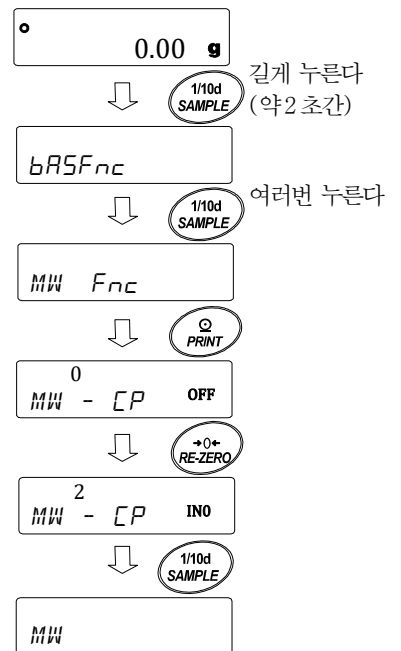 0.00 g
1/10d
SAMPLE
길게 누른다
(약2초간)
bASFnc
1/10d
SAMPLE
여러번 누른다
MW Fnc
PRINT
0
MW - CP OFF
→0←
RE-ZERO
2
MW - CP IN0
1/10d
SAMPLE
MW